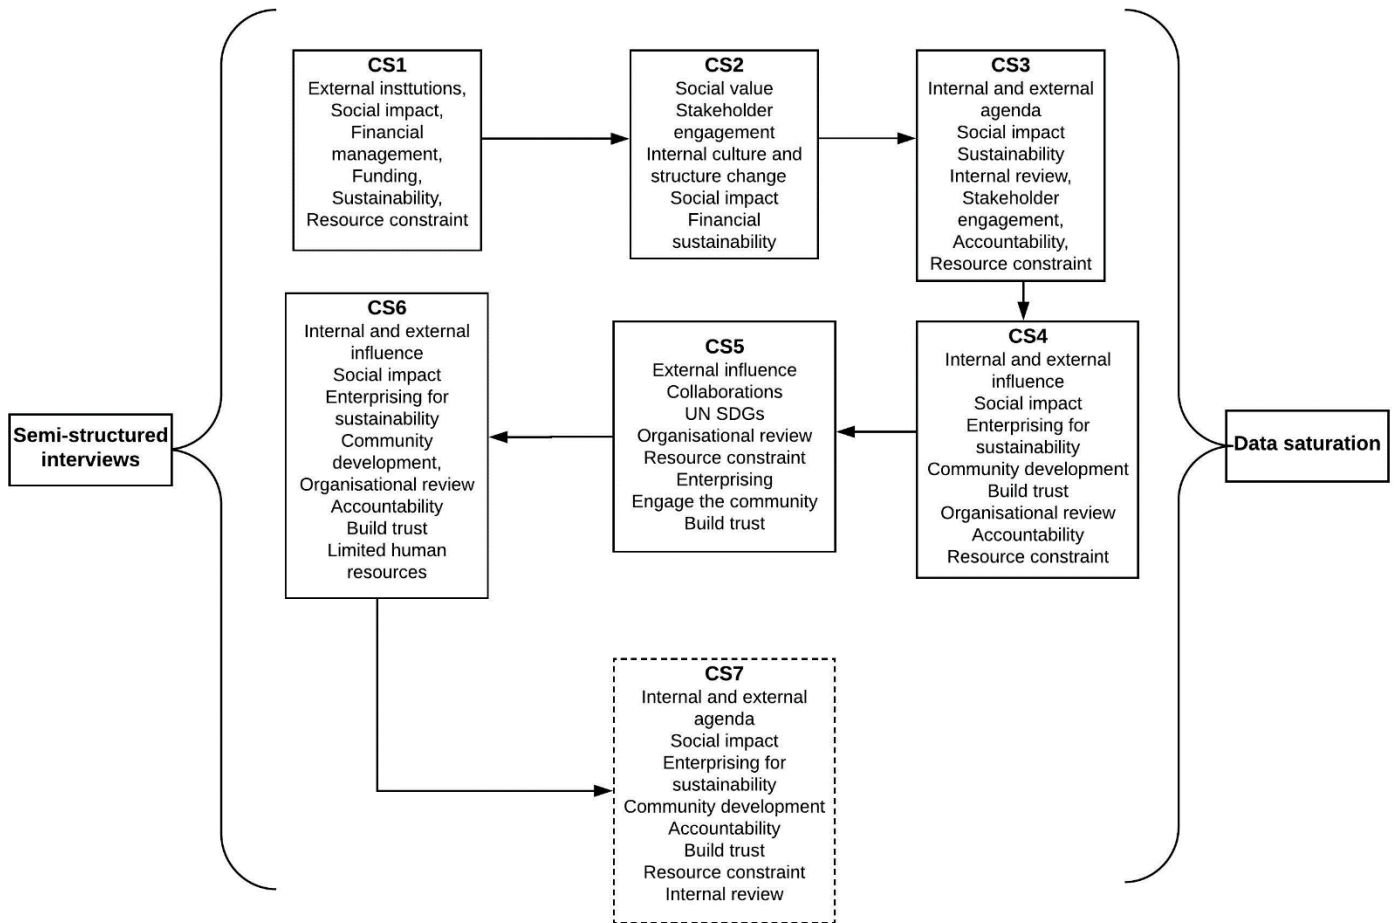 Semi-structured
interviews
CS1
External insttutions,
Social impact,
Financial
management,
Funding,
Sustainability,
Resource constraint
CS2
Social value
Stakeholder
engagement
Internal culture and
structure change
Social impact
Financial
sustainability
CS3
Internal and external
agenda
Social impact
Sustainability
Internal review,
Stakeholder
engagement,
Accountability,
Resource constraint
CS4
Internal and external
influence
Social impact
Enterprising for
sustainability
Community development
Build trust
Organisational review
Accountability
Resource constraint
CS5
External influence
Collaborations
UN SDGs
Organisational review
Resource constraint
Enterprising
Engage the community
Build trust
CS6
Internal and external
influence
Social impact
Enterprising for
sustainability
Community
development,
Organisational review
Accountability
Build trust
Limited human
resources
CS7
Internal and external
agenda
Social impact
Enterprising for
sustainability
Community development
Accountability
Build trust
Resource constraint
Internal review
Data saturation